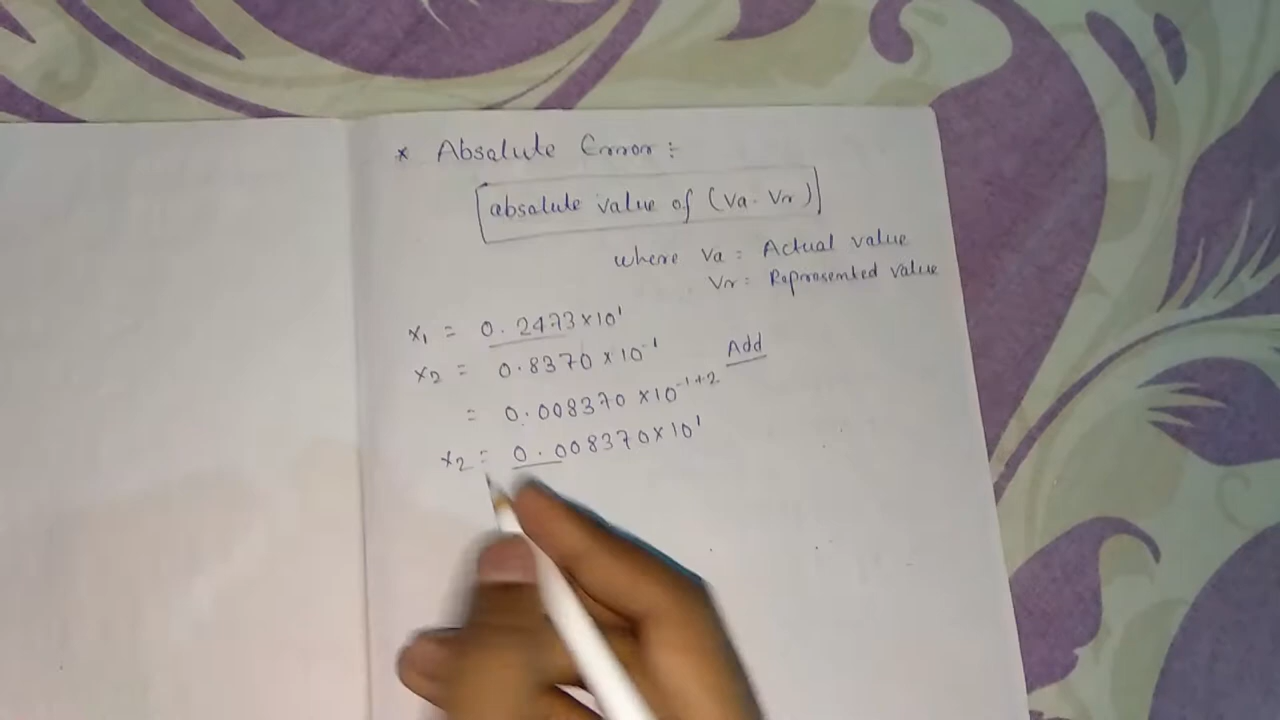 * Absolute Error :
absolute value of (Va - Vr)
where Va = Actual value
Vr = Represented value
x₁ = 0.2473 × 10¹
x₂ = 0.8370 × 10⁻¹
Add
= 0.008370 × 10⁻¹⁺²
x₂ = 0.008370 × 10¹